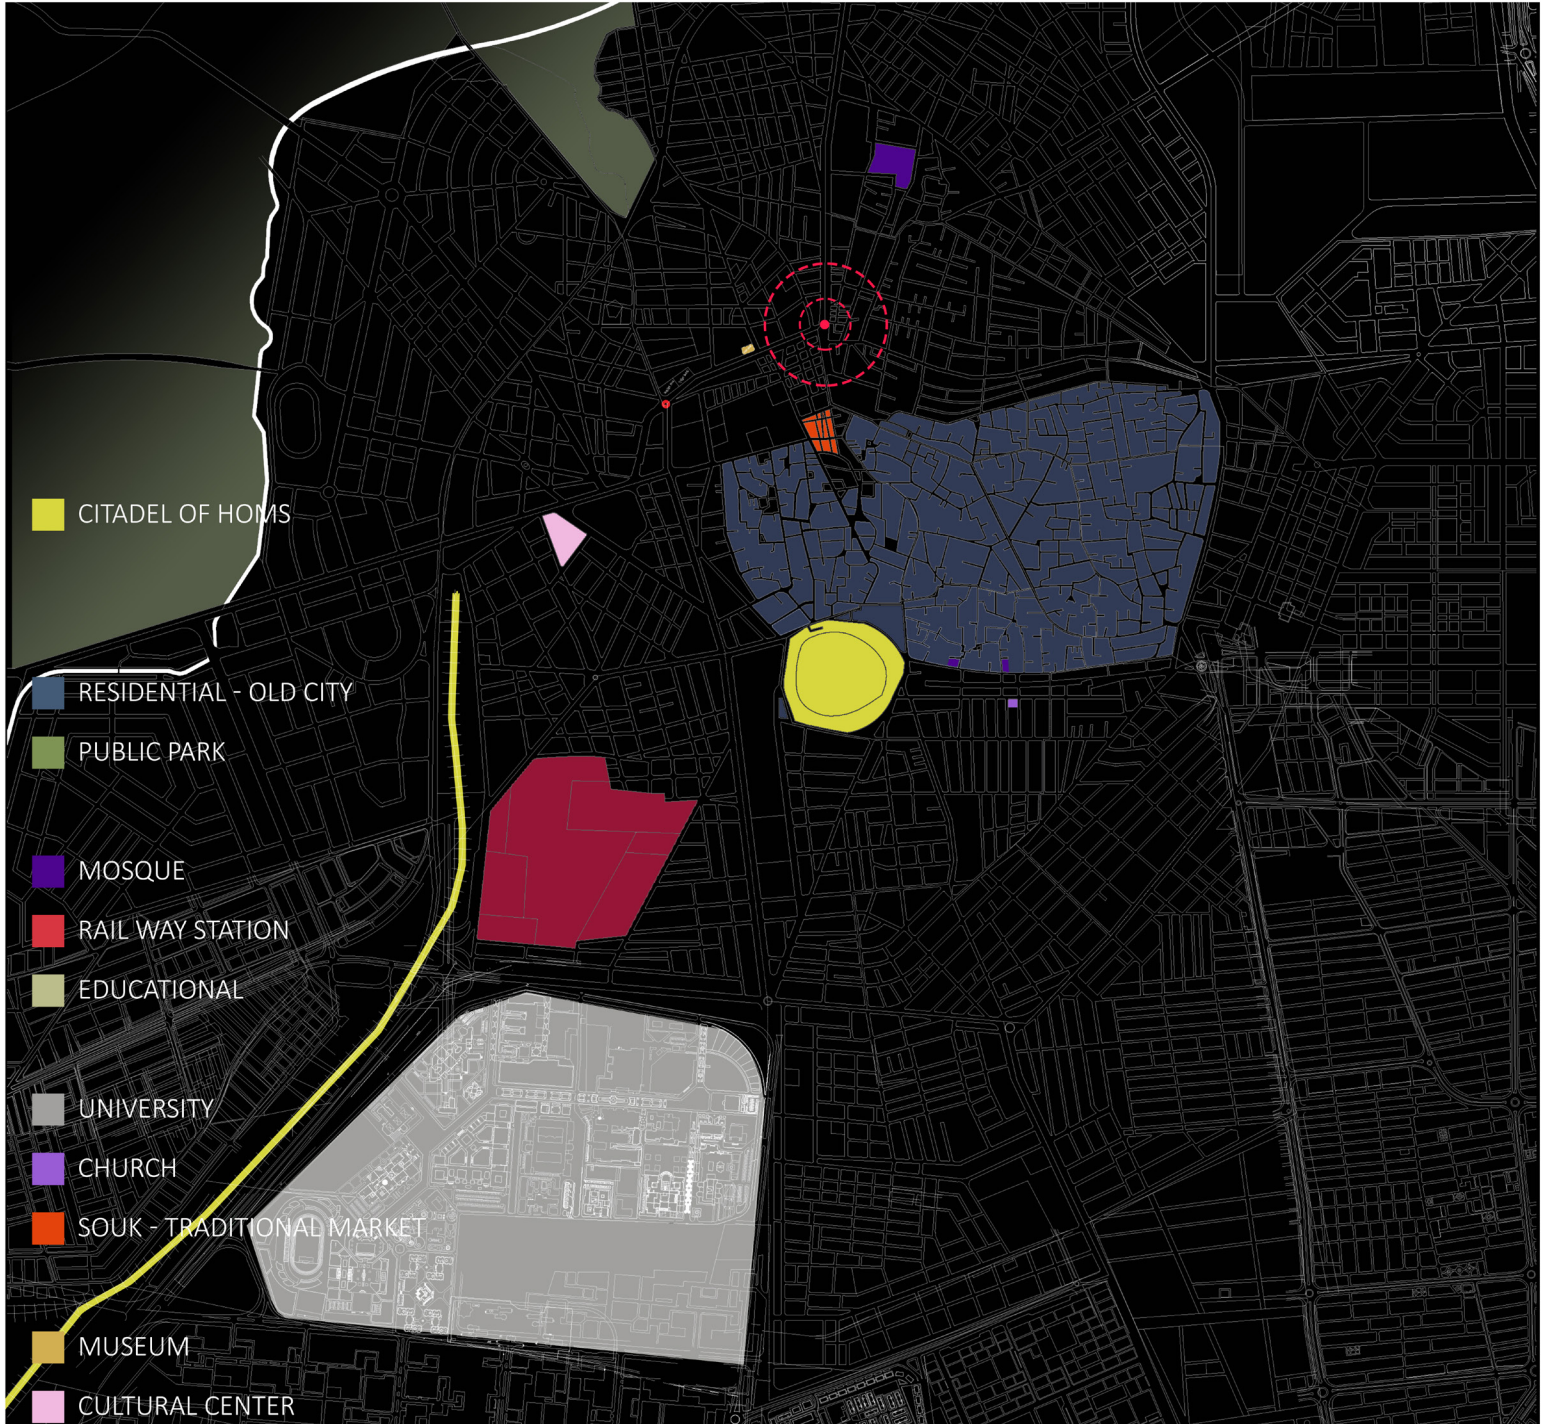 CITADEL OF HOMS
RESIDENTIAL - OLD CITY
PUBLIC PARK
MOSQUE
RAIL WAY STATION
EDUCATIONAL
UNIVERSITY
CHURCH
SOUK - TRADITIONAL MARKET
MUSEUM
CULTURAL CENTER